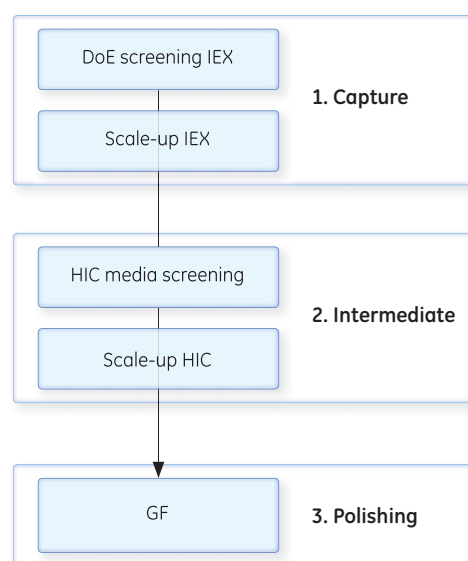 DoE screening IEX
1. Capture
Scale-up IEX
HIC media screening
2. Intermediate
Scale-up HIC
GF
3. Polishing